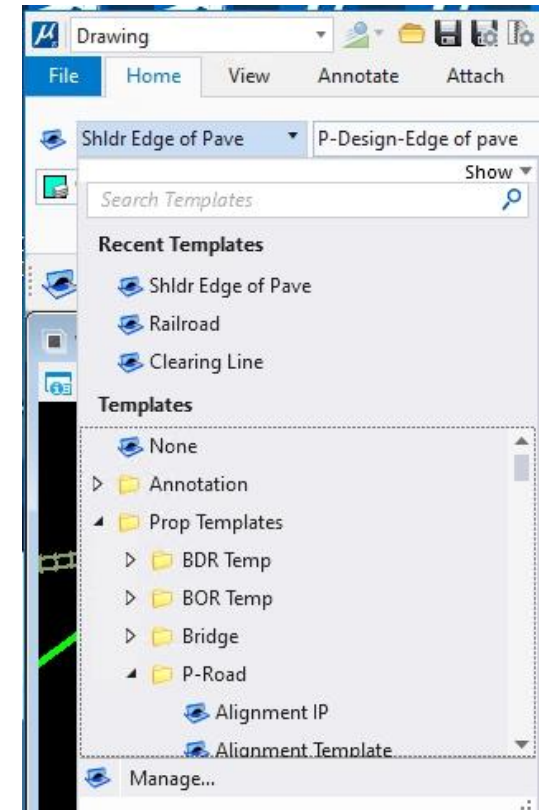 Drawing
File Home View Annotate Attach
Shldr Edge of Pave P-Design-Edge of pave
Show
Search Templates
Recent Templates
Shldr Edge of Pave
Railroad
Clearing Line
Templates
None
Annotation
Prop Templates
BDR Temp
BOR Temp
Bridge
P-Road
Alignment IP
Alignment Template
Manage...